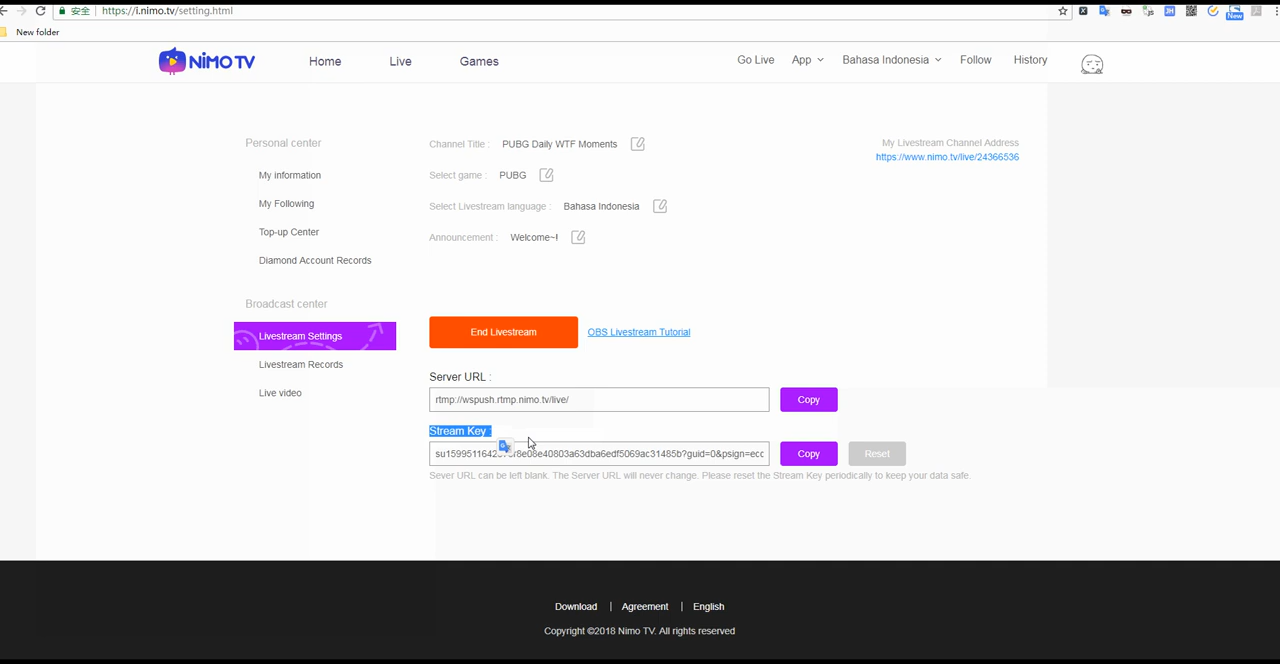 安全 https://i.nimo.tv/setting.html
New
New folder
NiMO TV Home Live Games Go Live App Bahasa Indonesia Follow History
Personal center
My information
My Following
Top-up Center
Diamond Account Records
Broadcast center
Livestream Settings
Livestream Records
Live video
Channel Title : PUBG Daily WTF Moments
Select game : PUBG
Select Livestream language : Bahasa Indonesia
Announcement : Welcome~!
My Livestream Channel Address
https://www.nimo.tv/live/24366536
End Livestream OBS Livestream Tutorial
Server URL :
rtmp://wspush.rtmp.nimo.tv/live/ Copy
Stream Key :
Copy Reset
Sever URL can be left blank. The Server URL will never change. Please reset the Stream Key periodically to keep your data safe.
Download | Agreement | English
Copyright ©2018 Nimo TV. All rights reserved